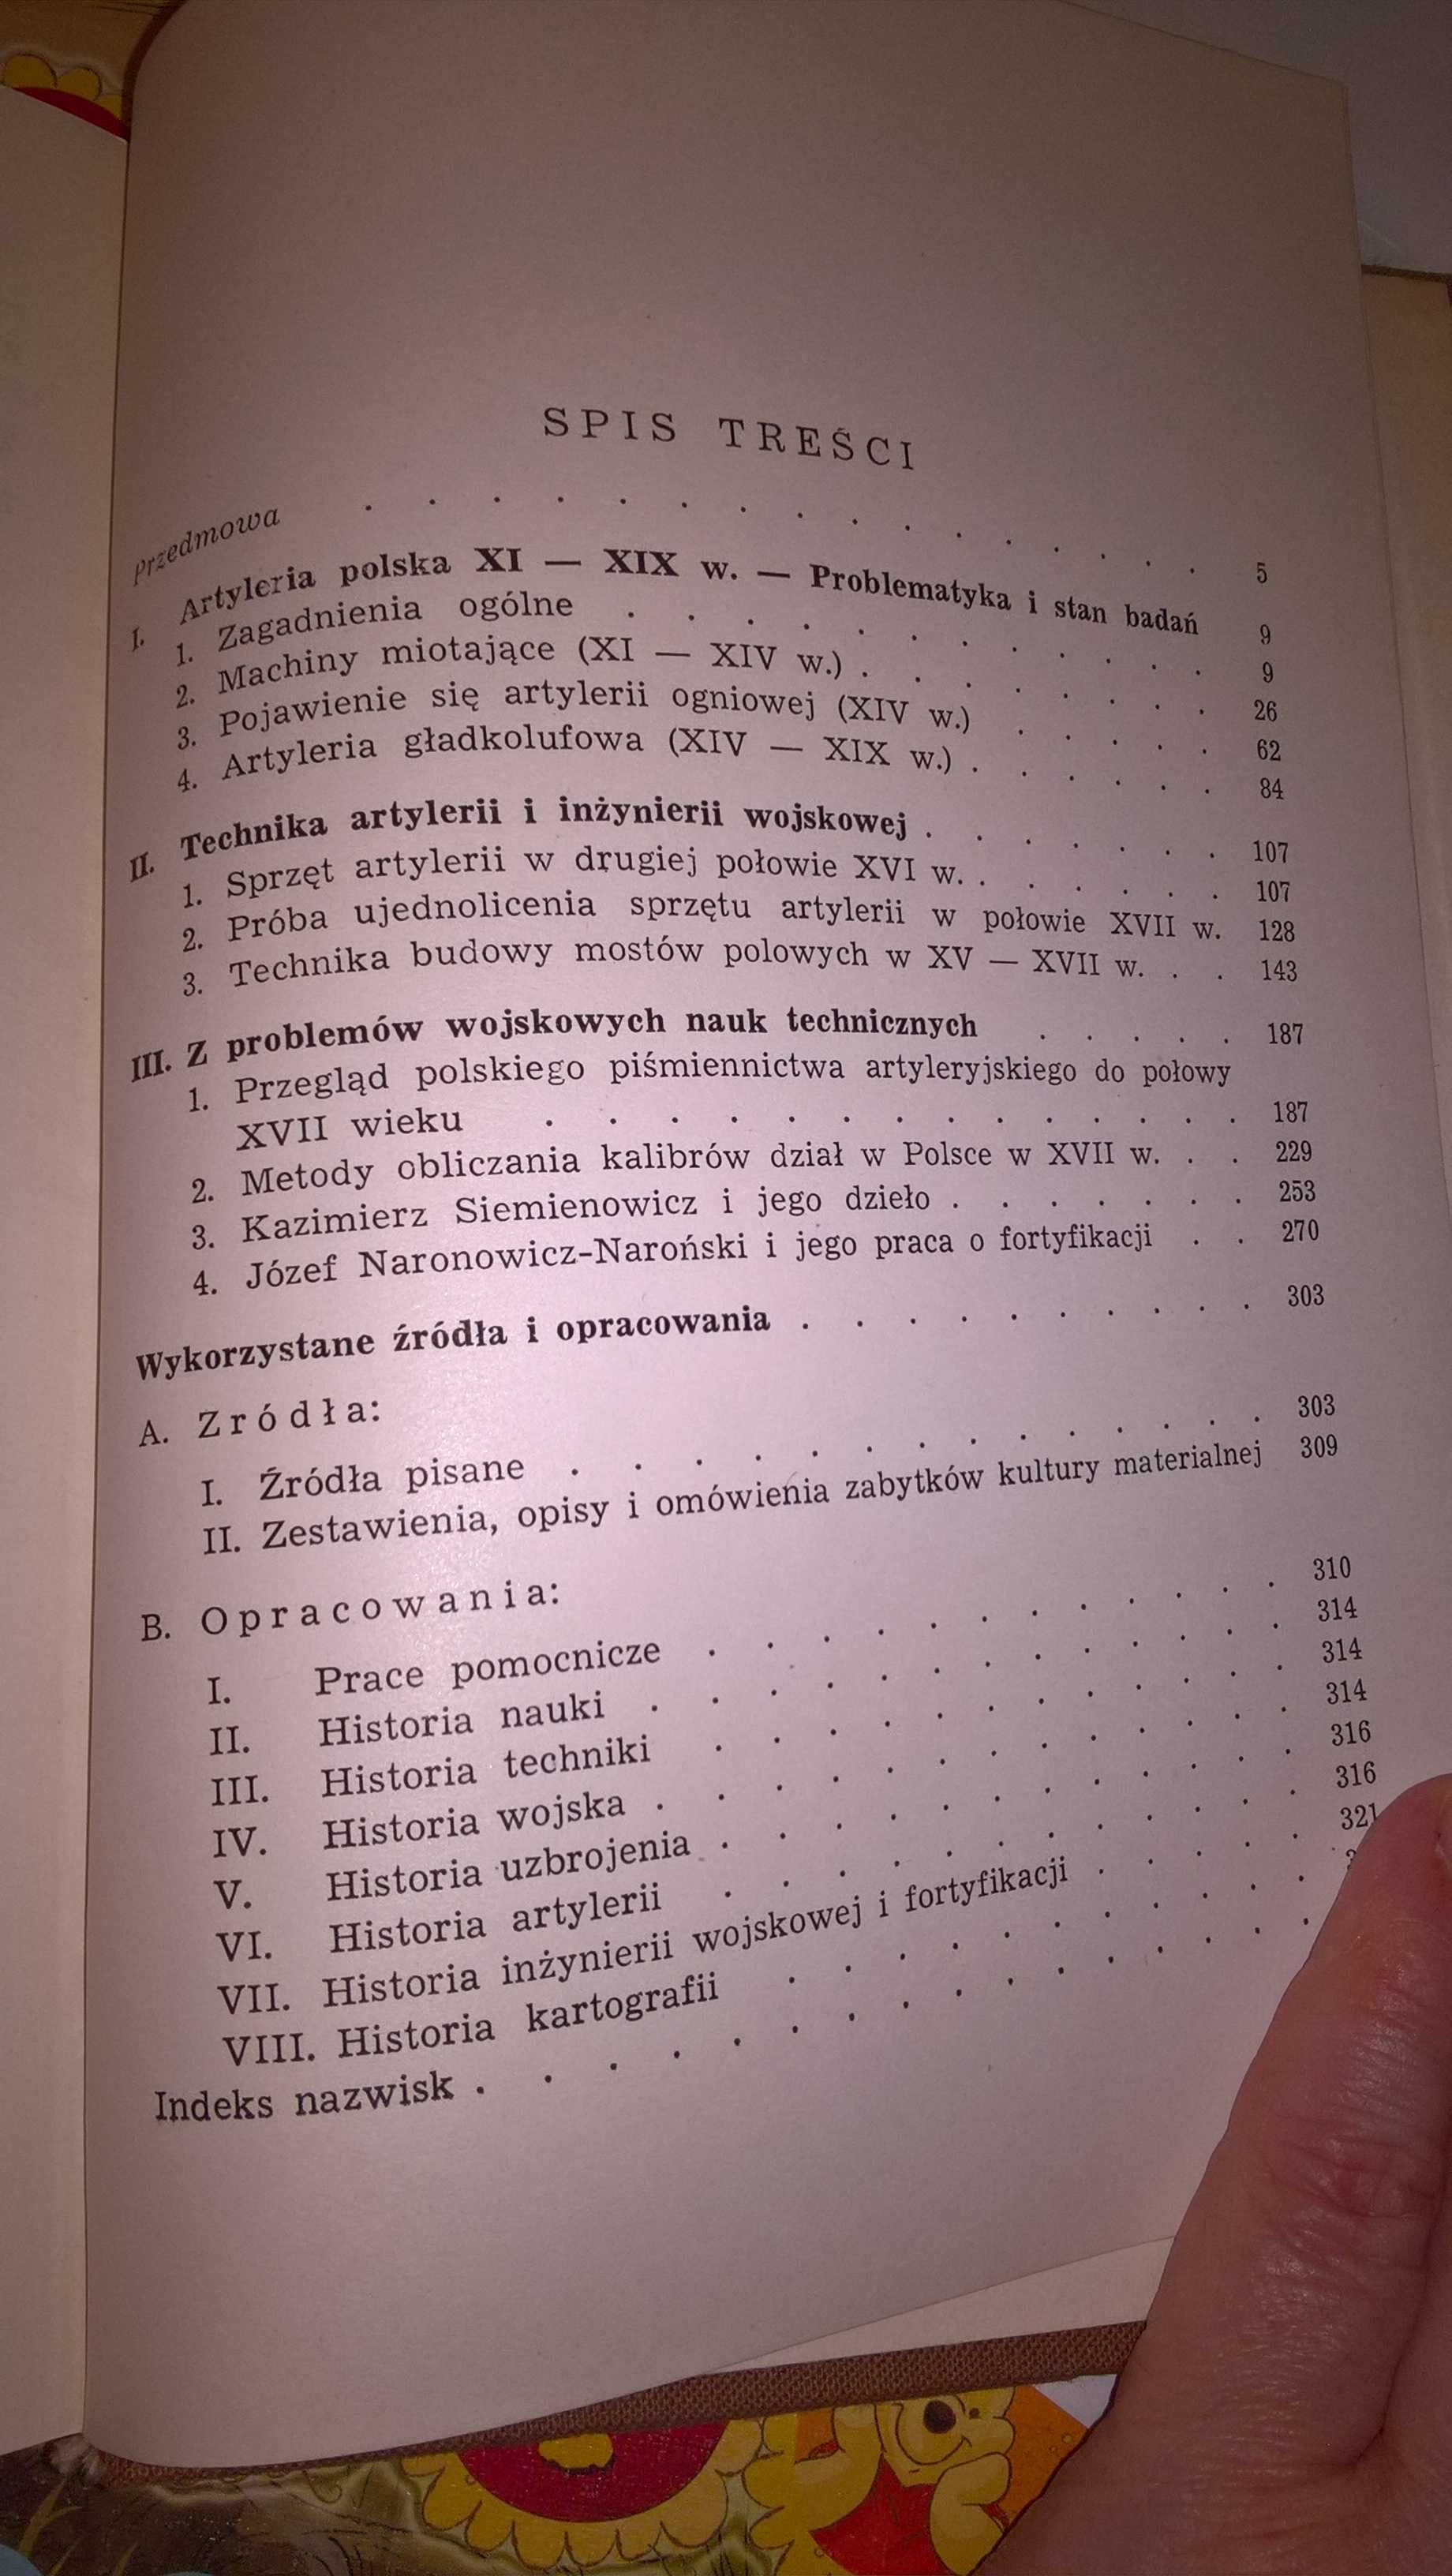 SPIS TREŚCI
Przedmowa . . . . . . . . . . . . . . . 5
I. Artyleria polska XI — XIX w. — Problematyka i stan badań 9
1. Zagadnienia ogólne . . . . . . . . . . . 9
2. Machiny miotające (XI — XIV w.) . . . . . . . 26
3. Pojawienie się artylerii ogniowej (XIV w.) . . . . . 62
4. Artyleria gładkolufowa (XIV — XIX w.) . . . . . . 84
II. Technika artylerii i inżynierii wojskowej . . . . . . . 107
1. Sprzęt artylerii w drugiej połowie XVI w. . . . . . . 107
2. Próba ujednolicenia sprzętu artylerii w połowie XVII w. 128
3. Technika budowy mostów polowych w XV — XVII w. . . 143
III. Z problemów wojskowych nauk technicznych . . . . . 187
1. Przegląd polskiego piśmiennictwa artyleryjskiego do połowy
XVII wieku . . . . . . . . . . . . . 187
2. Metody obliczania kalibrów dział w Polsce w XVII w. . . 229
3. Kazimierz Siemienowicz i jego dzieło . . . . . . . 253
4. Józef Naronowicz-Naroński i jego praca o fortyfikacji . . 270
Wykorzystane źródła i opracowania . . . . . . . . . 303
A. Zródła:
I. Źródła pisane . . . . . . . . . . . . . 303
II. Zestawienia, opisy i omówienia zabytków kultury materialnej 309
B. Opracowania:
I. Prace pomocnicze . . . . . . . . . . . 310
II. Historia nauki . . . . . . . . . . . . 314
III. Historia techniki . . . . . . . . . . . 314
IV. Historia wojska . . . . . . . . . . . . 314
V. Historia uzbrojenia . . . . . . . . . . . 316
VI. Historia artylerii . . . . . . . . . . . 316
VII. Historia inżynierii wojskowej i fortyfikacji . . . . . 321
VIII. Historia kartografii . . . . . . . . . .
Indeks nazwisk . . . . . . . . . . . . . . .